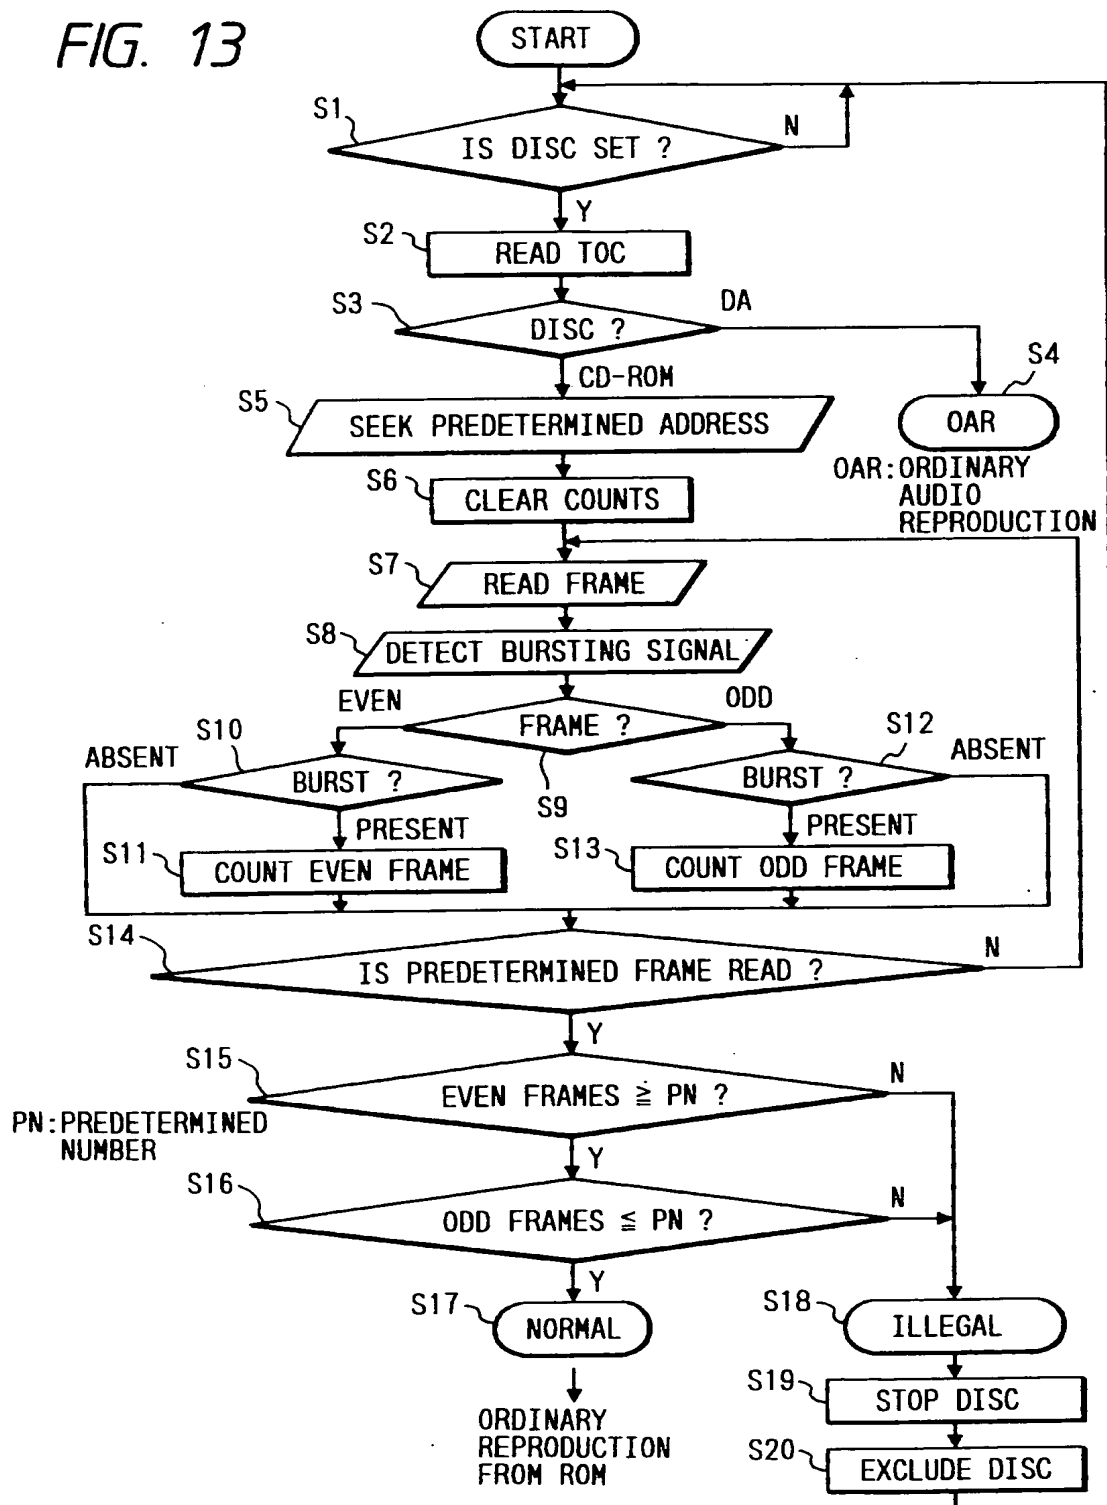 FIG. 13
START
S1
IS DISC SET ?
N
Y
S2
READ TOC
S3
DISC ?
DA
CD-ROM
S4
OAR
OAR:ORDINARY
AUDIO
REPRODUCTION
S5
SEEK PREDETERMINED ADDRESS
S6
CLEAR COUNTS
S7
READ FRAME
S8
DETECT BURSTING SIGNAL
EVEN
FRAME ?
ODD
S9
S10
ABSENT
BURST ?
PRESENT
S12
BURST ?
ABSENT
PRESENT
S11
COUNT EVEN FRAME
S13
COUNT ODD FRAME
S14
IS PREDETERMINED FRAME READ ?
N
Y
S15
EVEN FRAMES ≧ PN ?
N
PN:PREDETERMINED
NUMBER
Y
S16
ODD FRAMES ≦ PN ?
N
Y
S17
NORMAL
ORDINARY
REPRODUCTION
FROM ROM
S18
ILLEGAL
S19
STOP DISC
S20
EXCLUDE DISC